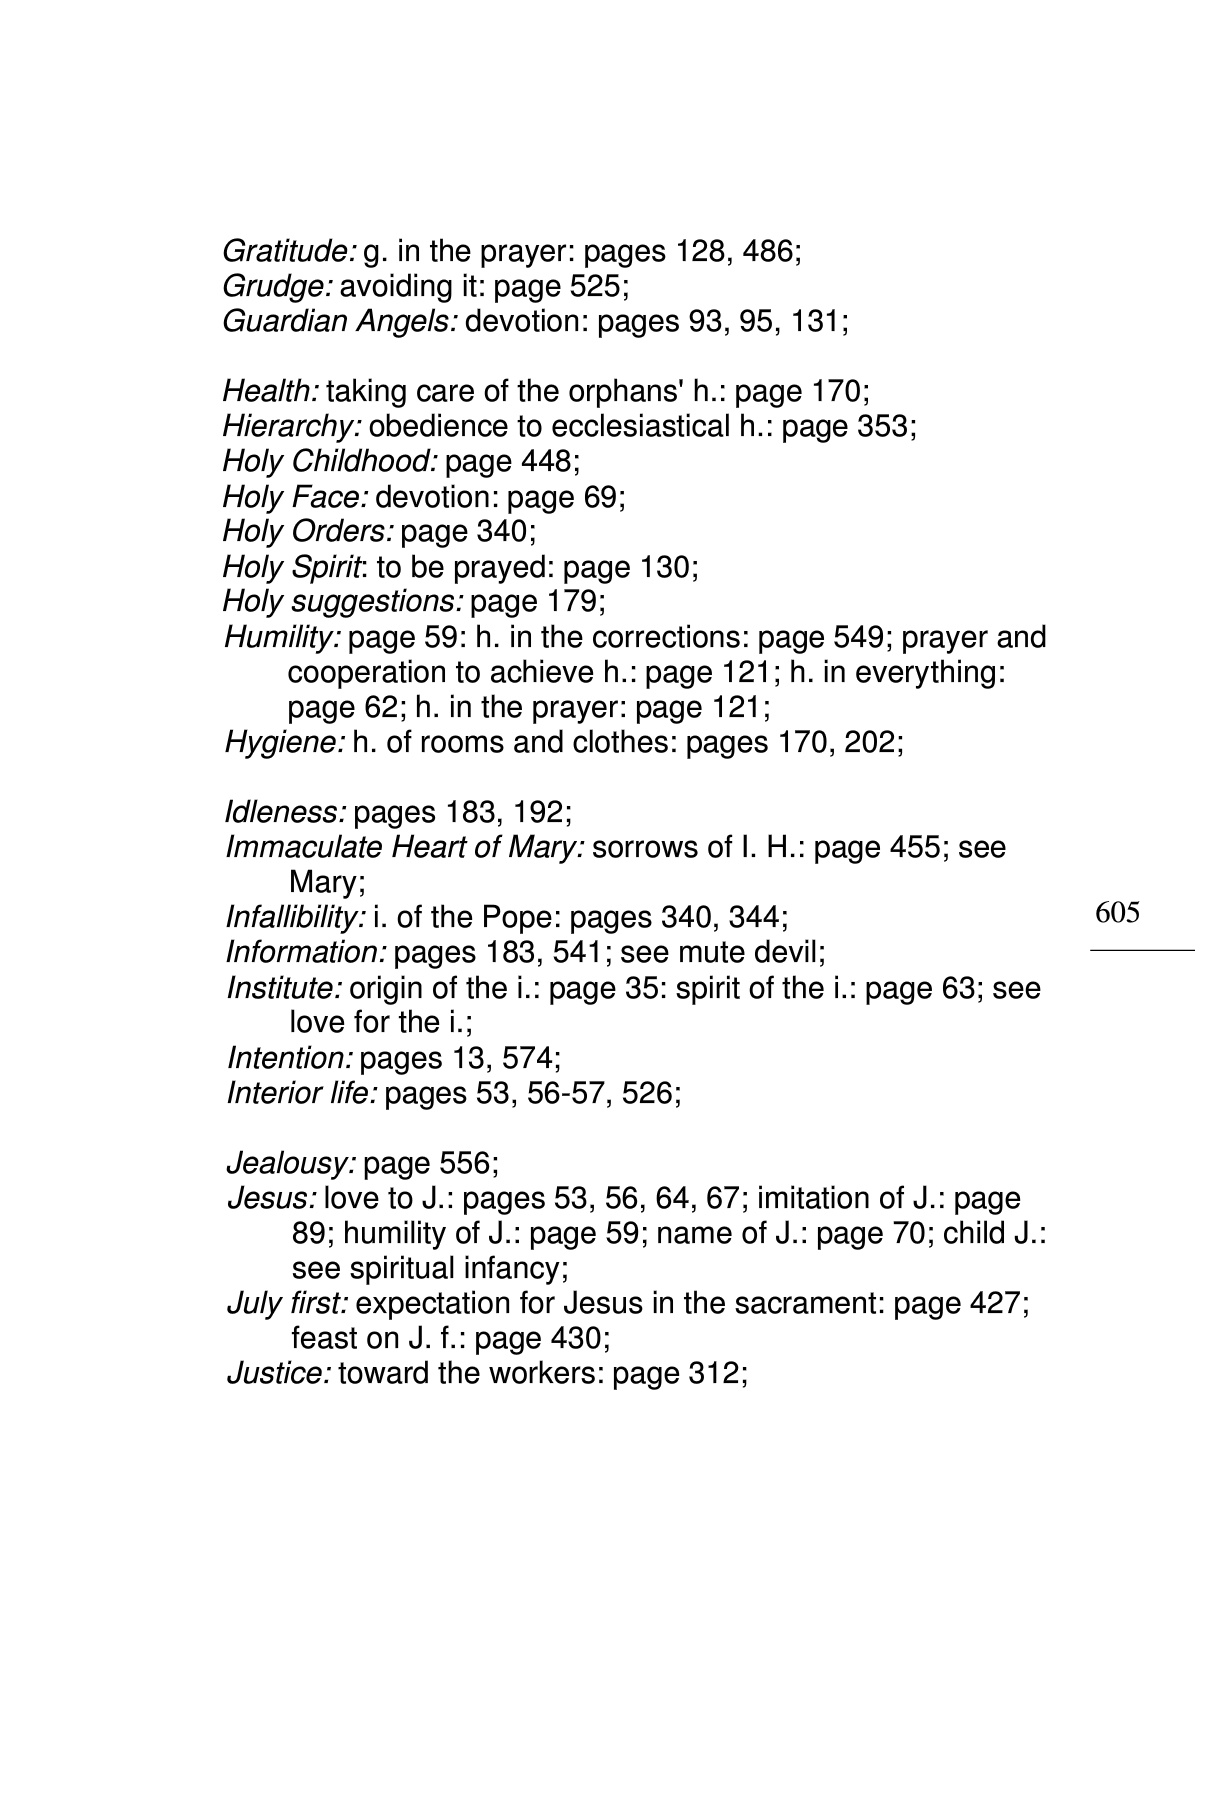 Gratitude: g. in the prayer: pages 128, 486;
Grudge: avoiding it: page 525;
Guardian Angels: devotion: pages 93, 95, 131;
Health: taking care of the orphans' h.: page 170;
Hierarchy: obedience to ecclesiastical h.: page 353;
Holy Childhood: page 448;
Holy Face: devotion: page 69;
Holy Orders: page 340;
Holy Spirit: to be prayed: page 130;
Holy suggestions: page 179;
Humility: page 59: h. in the corrections: page 549; prayer and
cooperation to achieve h.: page 121; h. in everything:
page 62; h. in the prayer: page 121;
Hygiene: h. of rooms and clothes: pages 170, 202;
Idleness: pages 183, 192;
Immaculate Heart of Mary: sorrows of I. H.: page 455; see
Mary;
Infallibility: i. of the Pope: pages 340, 344;
Information: pages 183, 541; see mute devil;
Institute: origin of the i.: page 35: spirit of the i.: page 63; see
love for the i.;
Intention: pages 13, 574;
Interior life: pages 53, 56-57, 526;
Jealousy: page 556;
Jesus: love to J.: pages 53, 56, 64, 67; imitation of J.: page
89; humility of J.: page 59; name of J.: page 70; child J.:
see spiritual infancy;
July first: expectation for Jesus in the sacrament: page 427;
feast on J. f.: page 430;
Justice: toward the workers: page 312;
605